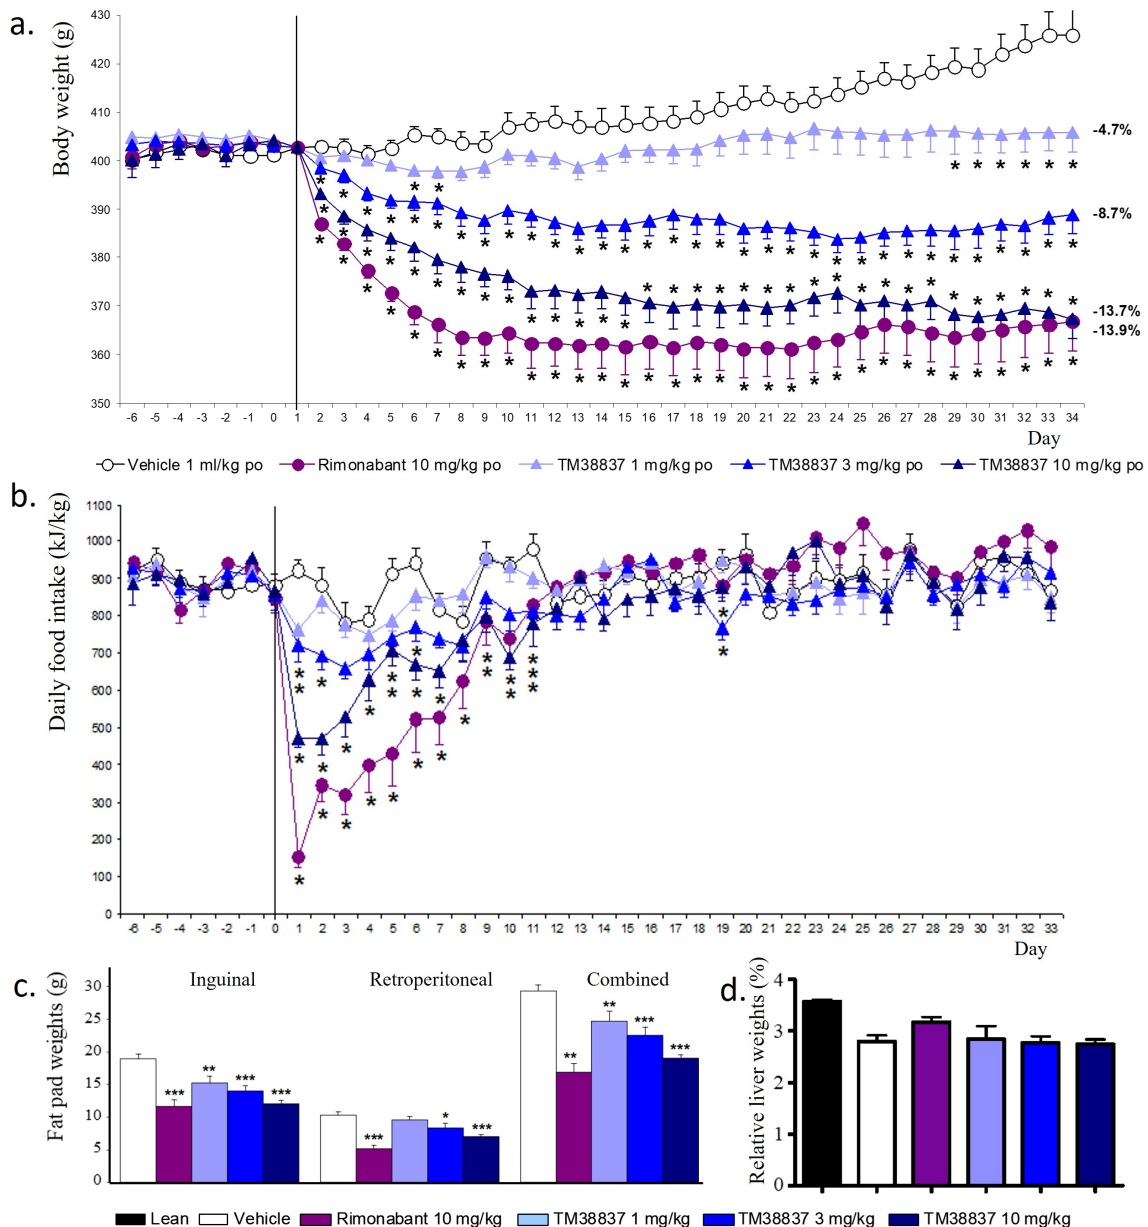 a.
Body weight (g)
430
420
410
400
390
380
370
360
350
-4.7%
-8.7%
-13.7%
-13.9%
* * * * * *
* *
* * * * * * * * * * * * * * * * * * * * * * * * * * * * * * * * *
* * * * * * * * * * * * * * * * * * * * * * * * * * * * * * * * *
* * * * * * * * * * * * * * * * * * * * * * * * * * * * * * * * *
-6 -5 -4 -3 -2 -1 0 1 2 3 4 5 6 7 8 9 10 11 12 13 14 15 16 17 18 19 20 21 22 23 24 25 26 27 28 29 30 31 32 33 34
Day
Vehicle 1 ml/kg po Rimonabant 10 mg/kg po TM38837 1 mg/kg po TM38837 3 mg/kg po TM38837 10 mg/kg po
b.
Daily food intake (kJ/kg)
1100
1000
900
800
700
600
500
400
300
200
100
0
-6 -5 -4 -3 -2 -1 0 1 2 3 4 5 6 7 8 9 10 11 12 13 14 15 16 17 18 19 20 21 22 23 24 25 26 27 28 29 30 31 32 33
Day
c.
Fat pad weights (g)
Inguinal Retroperitoneal Combined
30
25
20
15
10
5
0
*** ** *** ***
*** * ***
** ** *** ***
d.
Relative liver weights (%)
4
3
2
1
0
Lean Vehicle Rimonabant 10 mg/kg TM38837 1 mg/kg TM38837 3 mg/kg TM38837 10 mg/kg